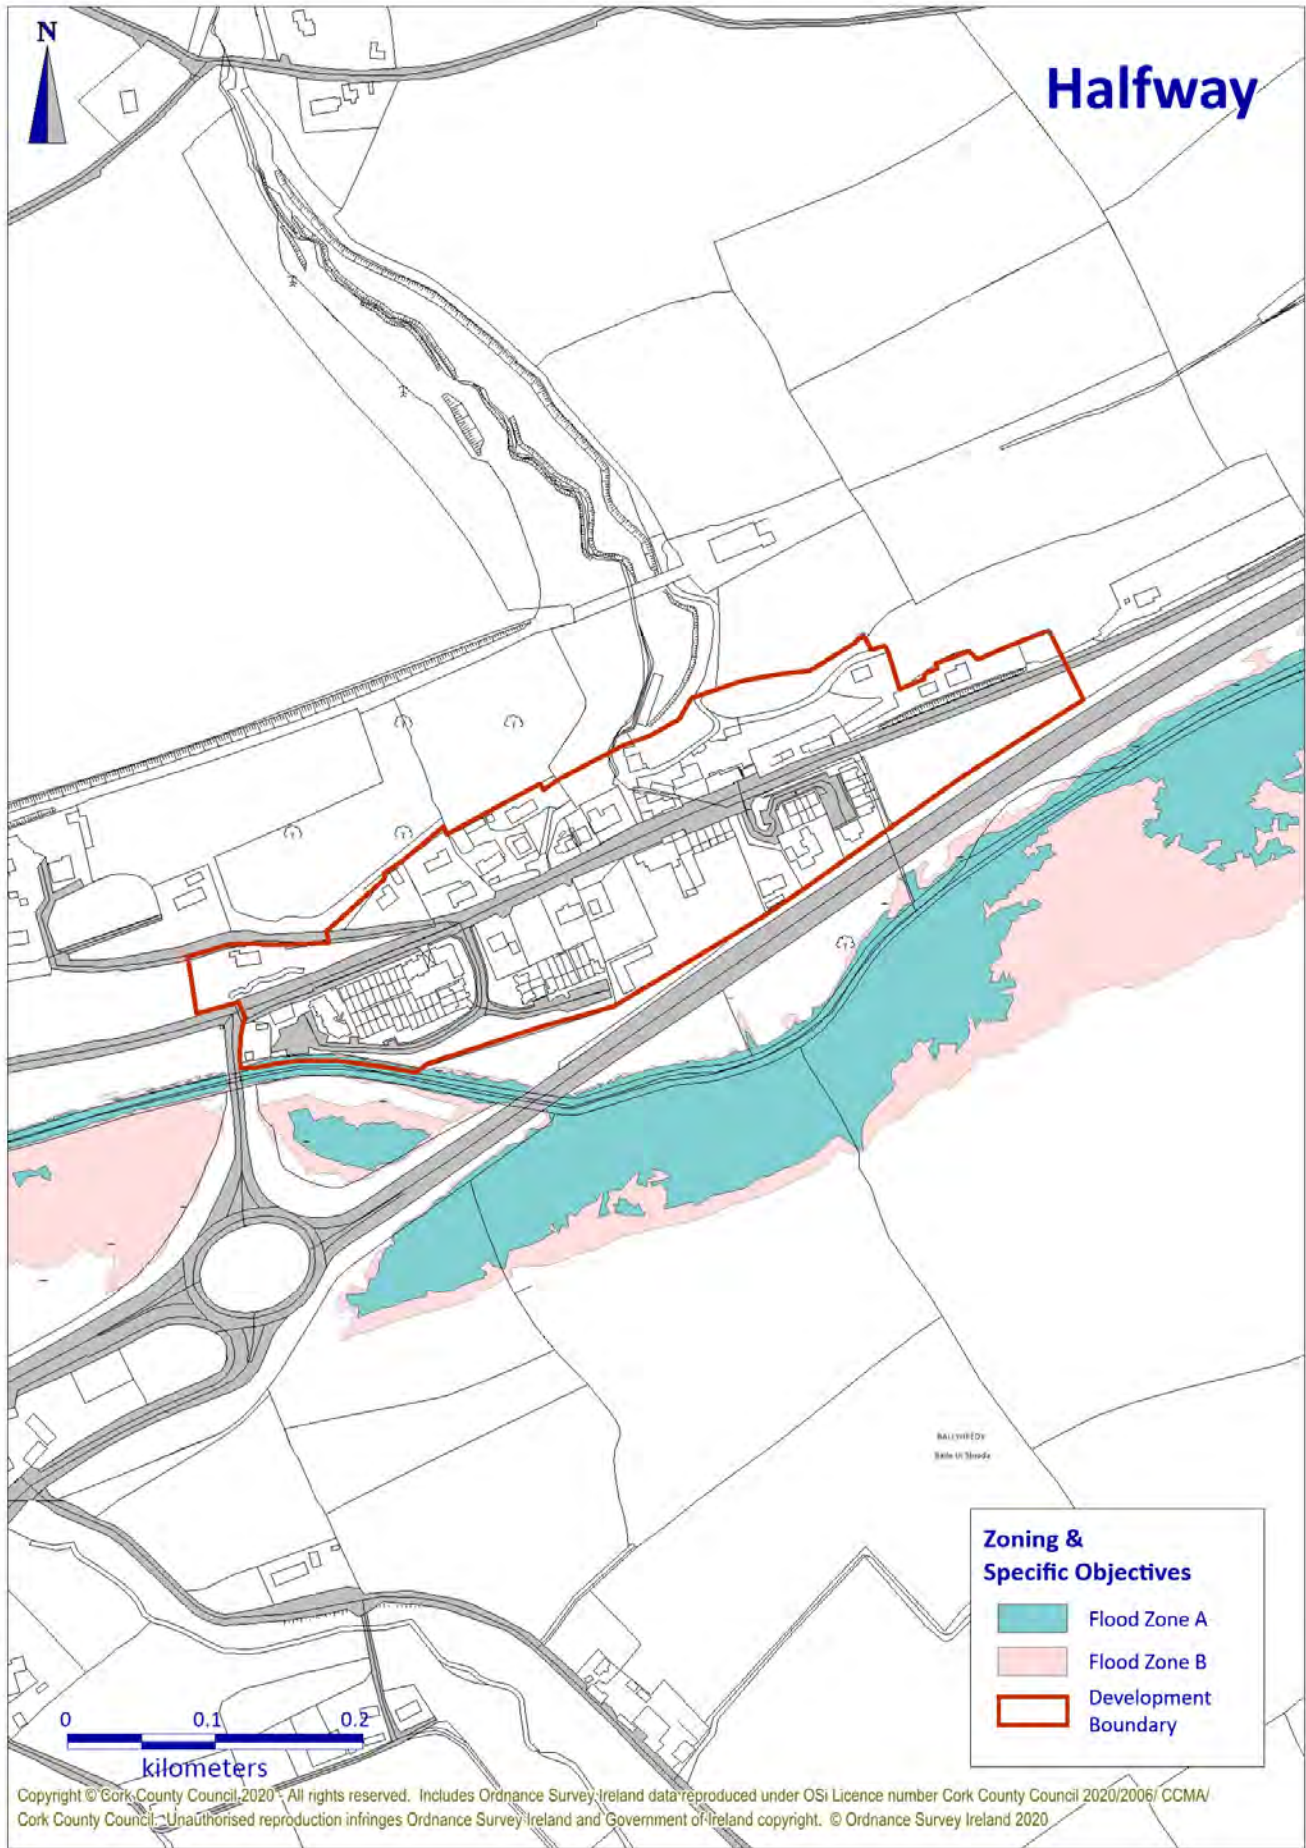 N
Halfway
BALLYHEEDY
Zoning &
Specific Objectives
Flood Zone A
Flood Zone B
Development
Boundary
0 0.1 0.2
kilometers
Copyright © Cork County Council 2020 - All rights reserved. Includes Ordnance Survey Ireland data reproduced under OSi Licence number Cork County Council 2020/2006/ CCMA/
Cork County Council. Unauthorised reproduction infringes Ordnance Survey Ireland and Government of Ireland copyright. © Ordnance Survey Ireland 2020